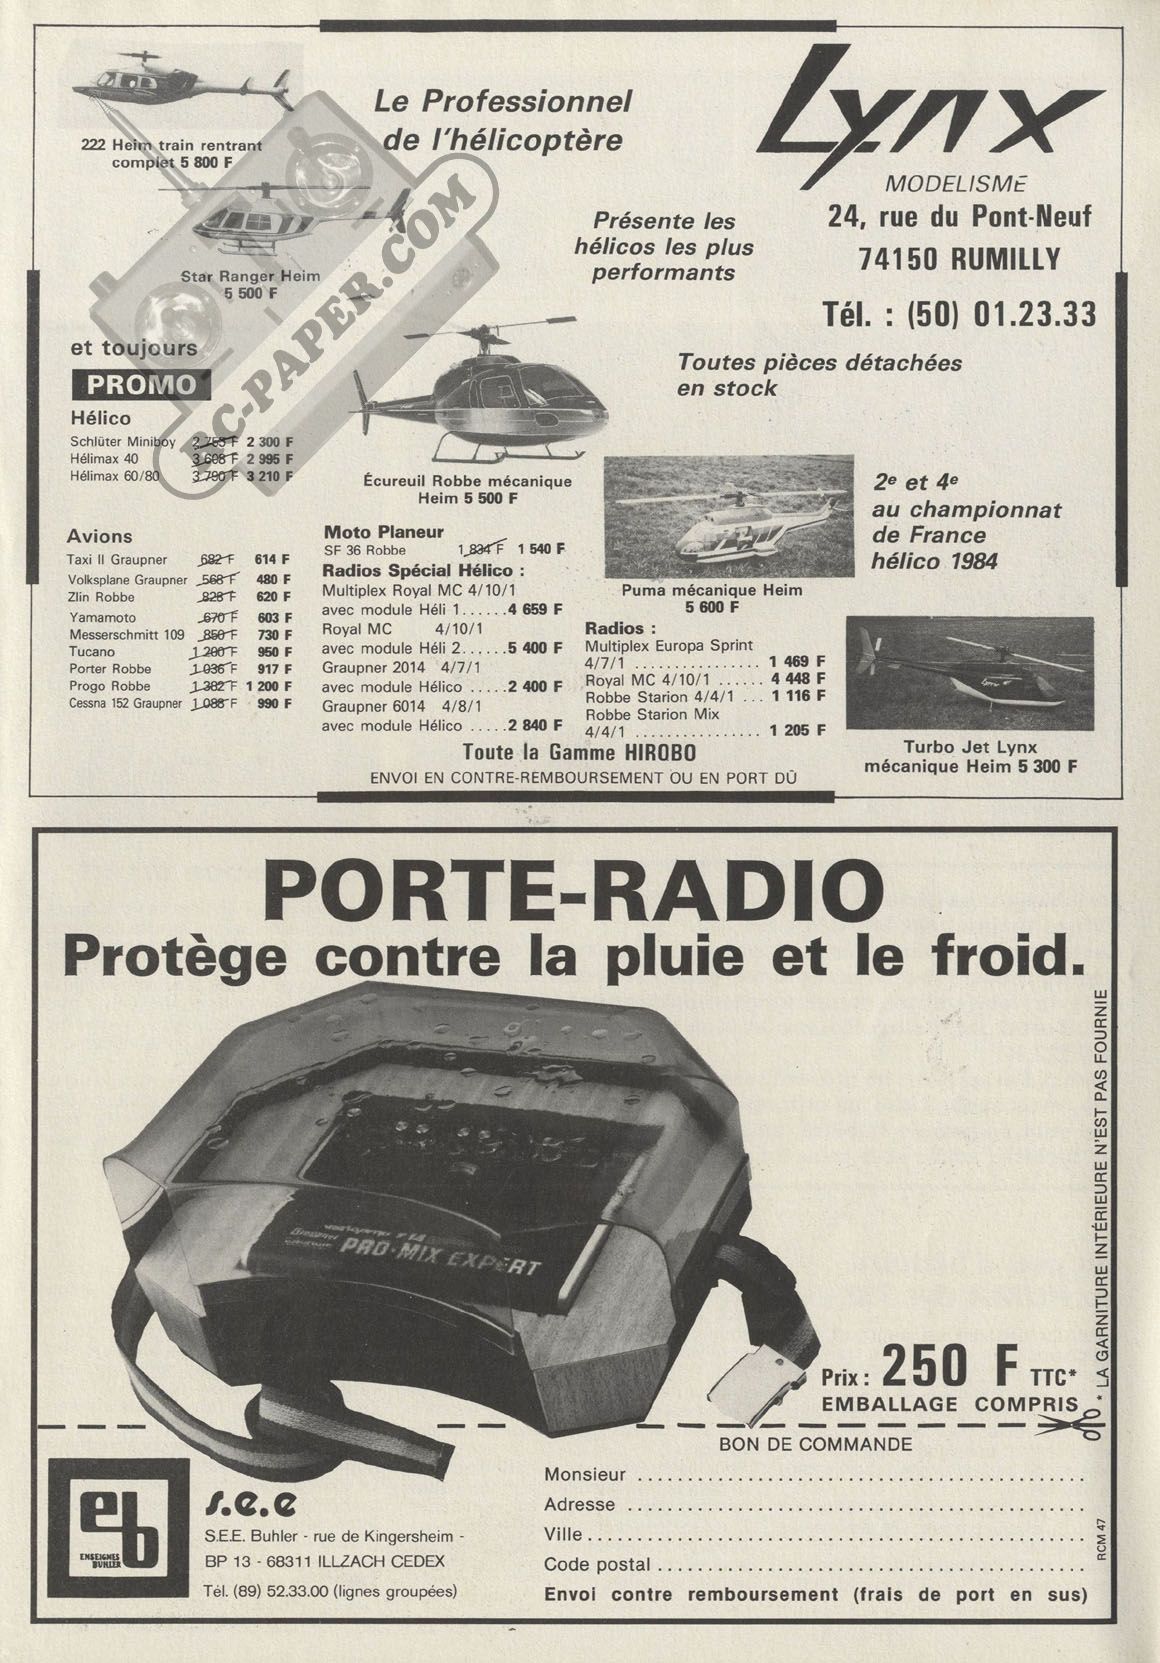 Le Professionnel
de l'hélicoptère
Lynx
MODELISME
24, rue du Pont-Neuf
74150 RUMILLY
Tél. : (50) 01.23.33
222 Heim train rentrant
complet 5 800 F
Star Ranger Heim
5 500 F
Présente les
hélicos les plus
performants
RC-PAPER.COM
Toutes pièces détachées
en stock
et toujours
PROMO
Hélico
Schlüter Miniboy 2 755 F 2 300 F
Hélimax 40 3 608 F 2 995 F
Hélimax 60/80 3 790 F 3 210 F
Écureuil Robbe mécanique
Heim 5 500 F
2e et 4e
au championnat
de France
hélico 1984
Avions
Taxi II Graupner 682 F 614 F
Volksplane Graupner 568 F 480 F
Zlin Robbe 828 F 620 F
Yamamoto 670 F 603 F
Messerschmitt 109 850 F 730 F
Tucano 1 200 F 950 F
Porter Robbe 1 036 F 917 F
Progo Robbe 1 382 F 1 200 F
Cessna 152 Graupner 1 088 F 990 F
Moto Planeur
SF 36 Robbe 1 834 F 1 540 F
Radios Spécial Hélico :
Multiplex Royal MC 4/10/1
avec module Héli 1......4 659 F
Royal MC 4/10/1
avec module Héli 2......5 400 F
Graupner 2014 4/7/1
avec module Hélico .....2 400 F
Graupner 6014 4/8/1
avec module Hélico .....2 840 F
Puma mécanique Heim
5 600 F
Radios :
Multiplex Europa Sprint
4/7/1 ................ 1 469 F
Royal MC 4/10/1 ...... 4 448 F
Robbe Starion 4/4/1 ... 1 116 F
Robbe Starion Mix
4/4/1 ................ 1 205 F
Lynx
Turbo Jet Lynx
mécanique Heim 5 300 F
Toute la Gamme HIROBO
ENVOI EN CONTRE-REMBOURSEMENT OU EN PORT DÛ
PORTE-RADIO
Protège contre la pluie et le froid.
PRO-MIX EXPERT
* LA GARNITURE INTÉRIEURE N'EST PAS FOURNIE
Prix : 250 F TTC*
EMBALLAGE COMPRIS
BON DE COMMANDE
eb
ENSEIGNES
BUHLER
s.e.e
S.E.E. Buhler - rue de Kingersheim -
BP 13 - 68311 ILLZACH CEDEX
Tél. (89) 52.33.00 (lignes groupées)
Monsieur ........................................
Adresse ........................................
Ville ........................................
Code postal ........................................
Envoi contre remboursement (frais de port en sus)
RCM 47